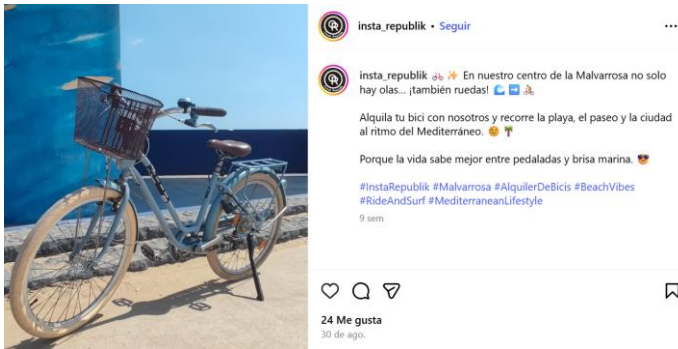 insta_republik • Seguir
insta_republik 🚲 ✨ En nuestro centro de la Malvarrosa no solo
hay olas... ¡también ruedas! 🌊 ➡️ 🚴
Alquila tu bici con nosotros y recorre la playa, el paseo y la ciudad
al ritmo del Mediterráneo. 🌞 🌴
Porque la vida sabe mejor entre pedaladas y brisa marina. 😎
#InstaRepublik #Malvarrosa #AlquilerDeBicis #BeachVibes
#RideAndSurf #MediterraneanLifestyle
9 sem
24 Me gusta
30 de ago.